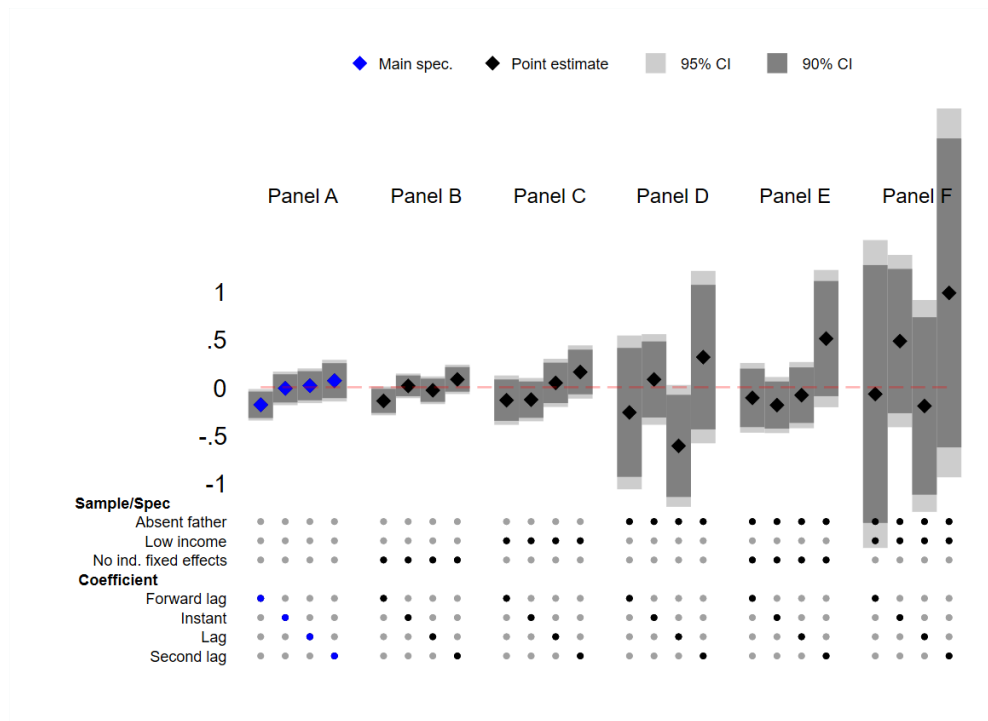 Main spec. Point estimate 95% CI 90% CI
Panel A Panel B Panel C Panel D Panel E Panel F
1
.5
0
-.5
-1
Sample/Spec
Absent father
Low income
No ind. fixed effects
Coefficient
Forward lag
Instant
Lag
Second lag